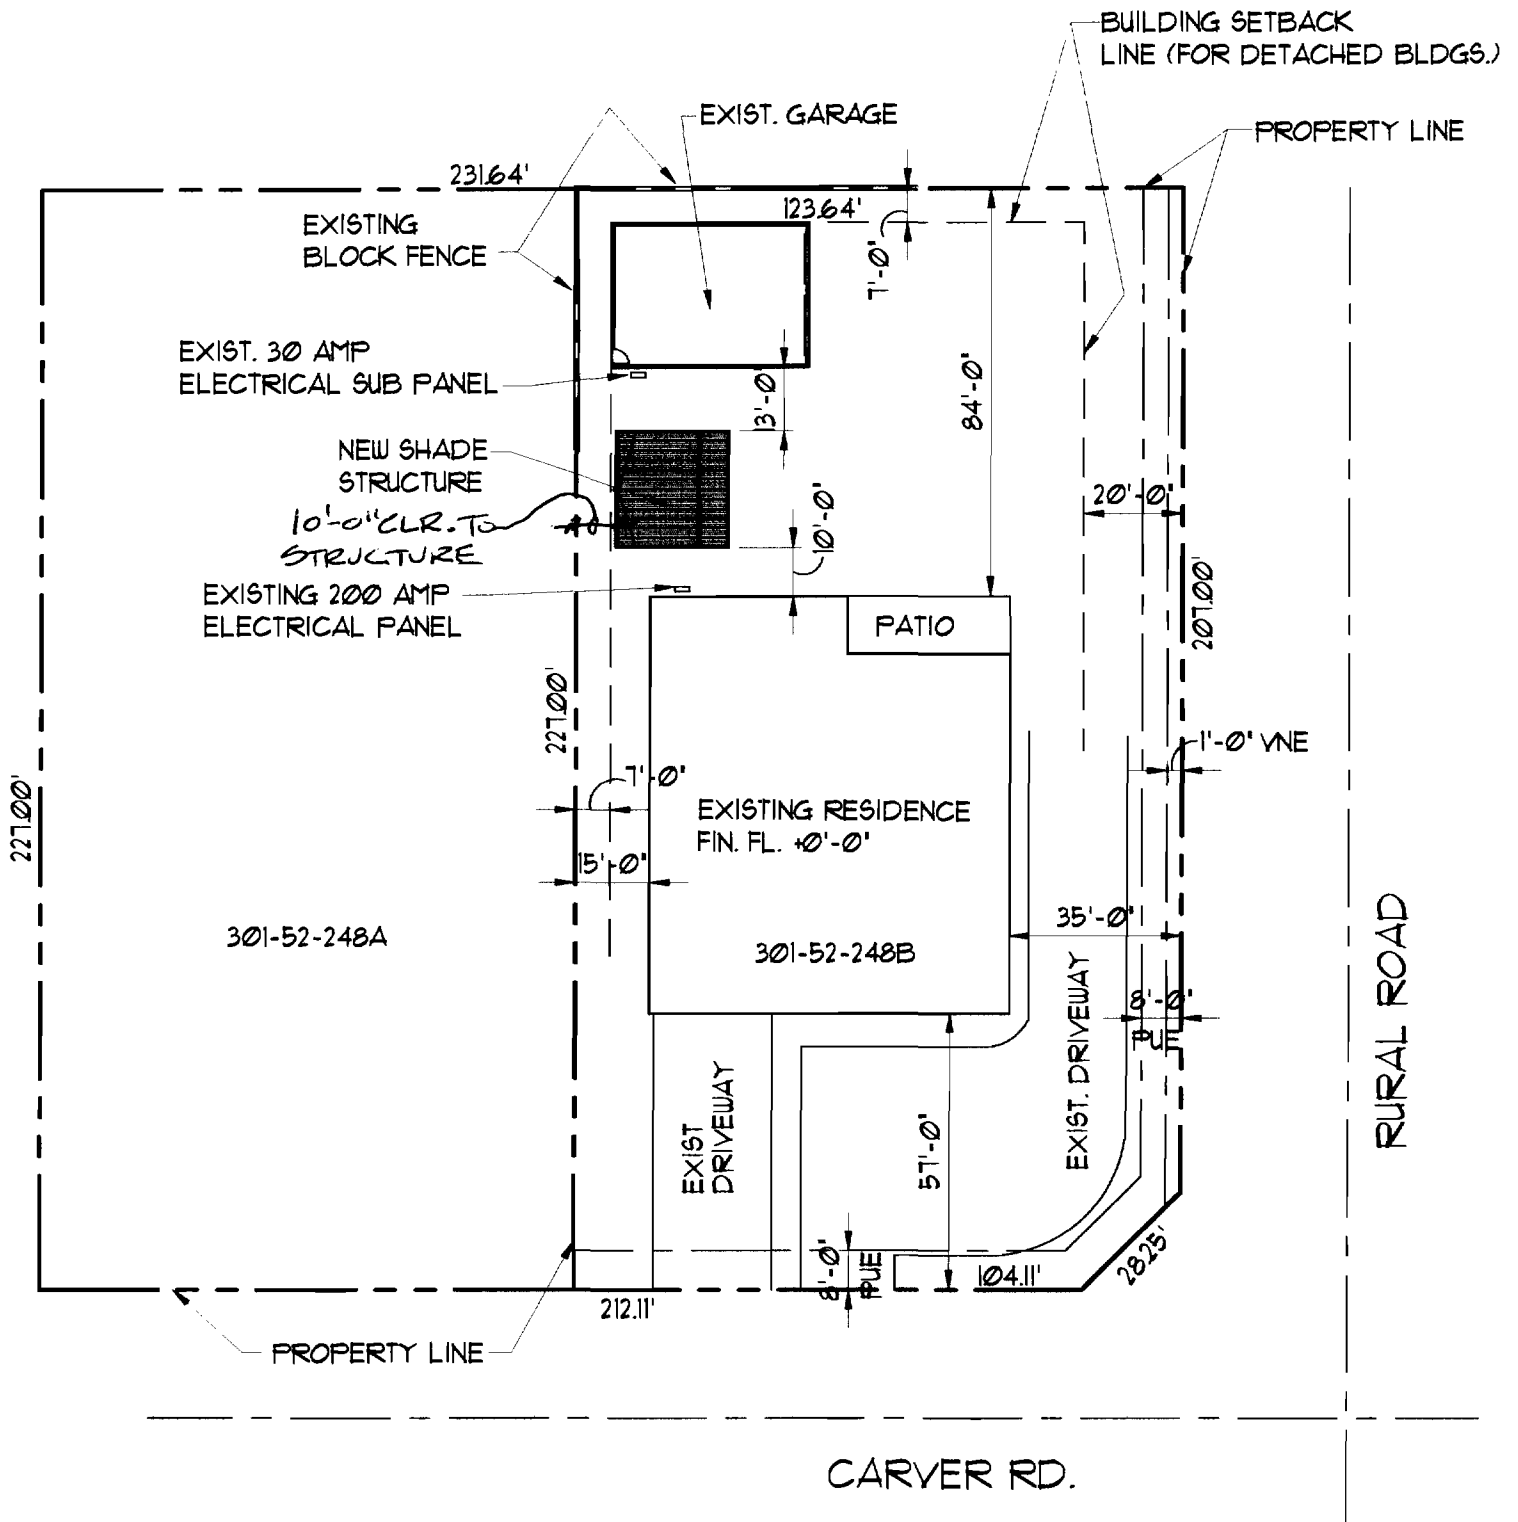 BUILDING SETBACK
LINE (FOR DETACHED BLDGS.)
EXIST. GARAGE
PROPERTY LINE
231.64'
123.64'
EXISTING
BLOCK FENCE
7'-0"
EXIST. 30 AMP
ELECTRICAL SUB PANEL
13'-0"
84'-0"
NEW SHADE
STRUCTURE
10'-0" CLR. TO
STRUCTURE
10'-0"
20'-0"
EXISTING 200 AMP
ELECTRICAL PANEL
PATIO
207.00'
227.00'
1'-0" VNE
7'-0"
EXISTING RESIDENCE
FIN. FL. +0'-0"
227.00'
15'-0"
301-52-248A
301-52-248B
35'-0"
8'-0"
PUE
EXIST. DRIVEWAY
RURAL ROAD
EXIST
DRIVEWAY
57'-0"
8'-0"
PUE
104.11'
28.25'
212.11'
PROPERTY LINE
CARVER RD.